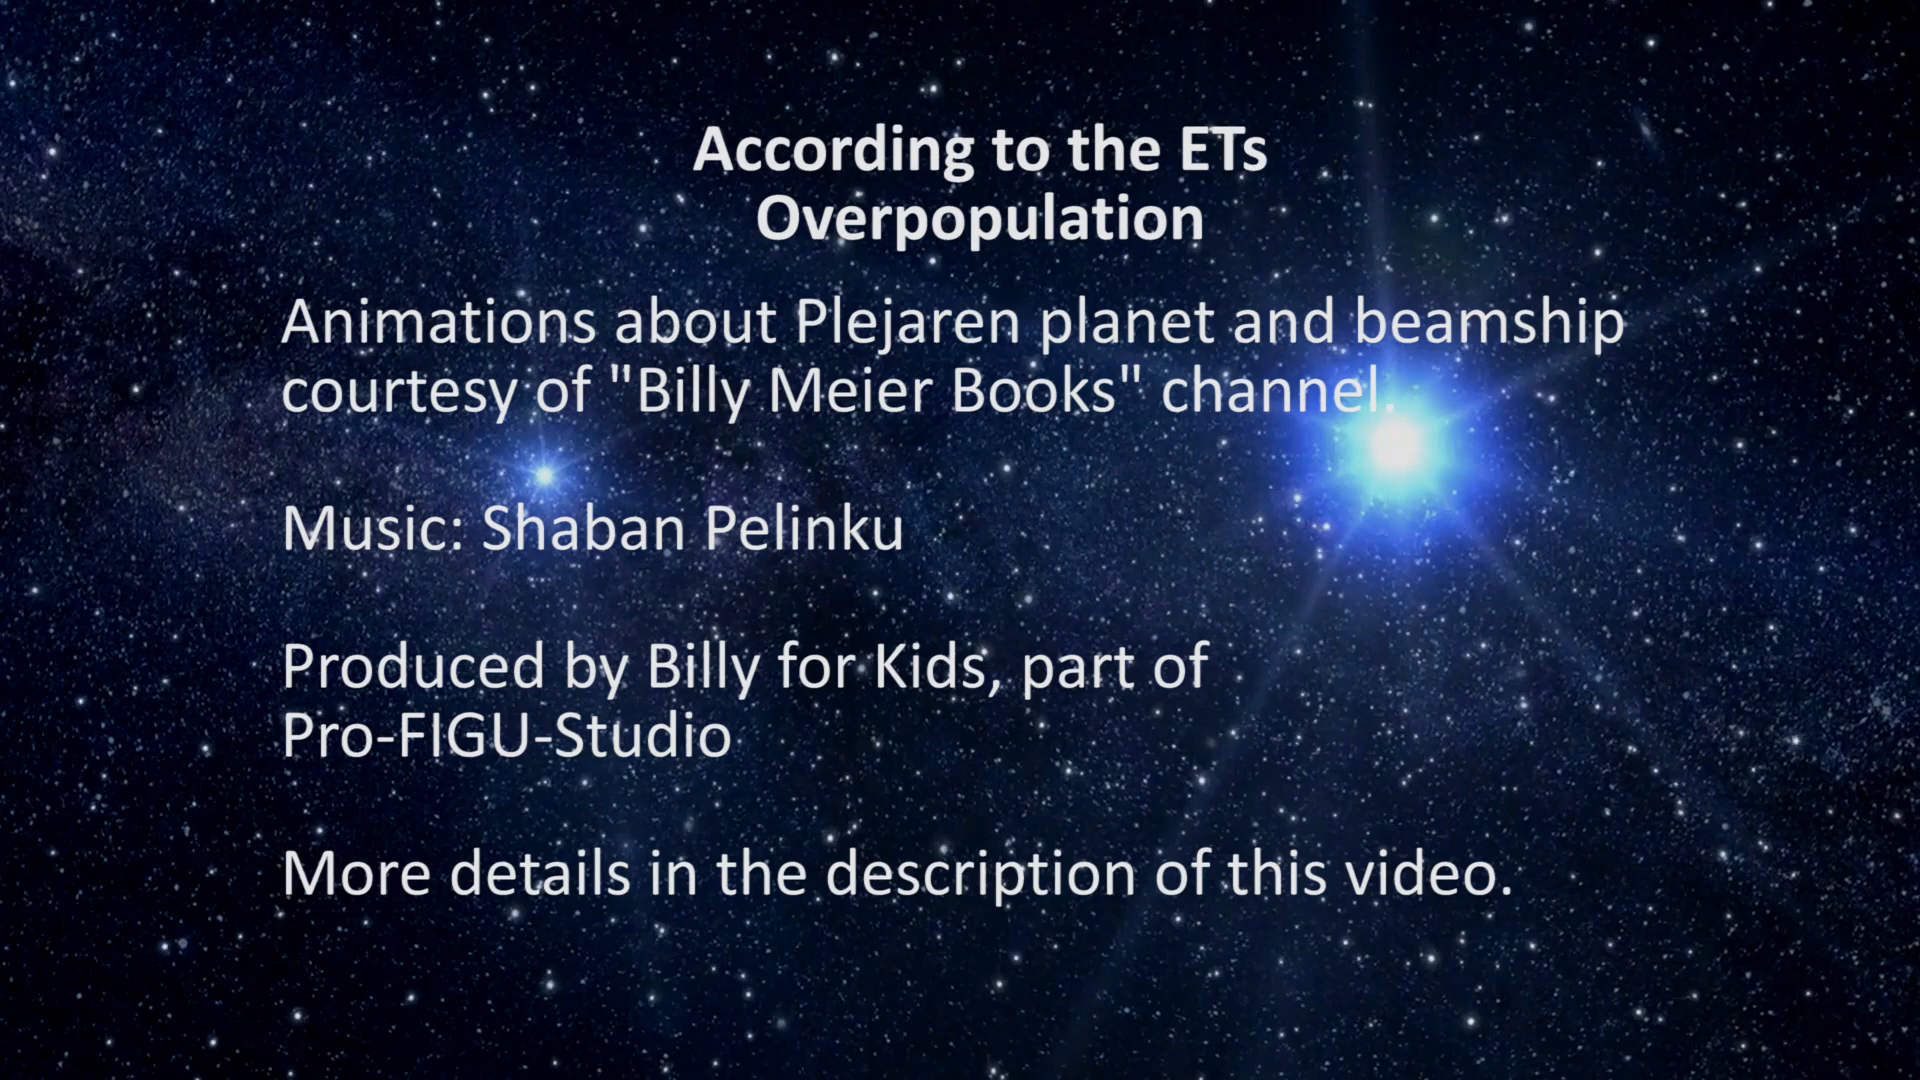 According to the ETs
Overpopulation
Animations about Plejaren planet and beamship
courtesy of "Billy Meier Books" channel.
Music: Shaban Pelinku
Produced by Billy for Kids, part of
Pro-FIGU-Studio
More details in the description of this video.